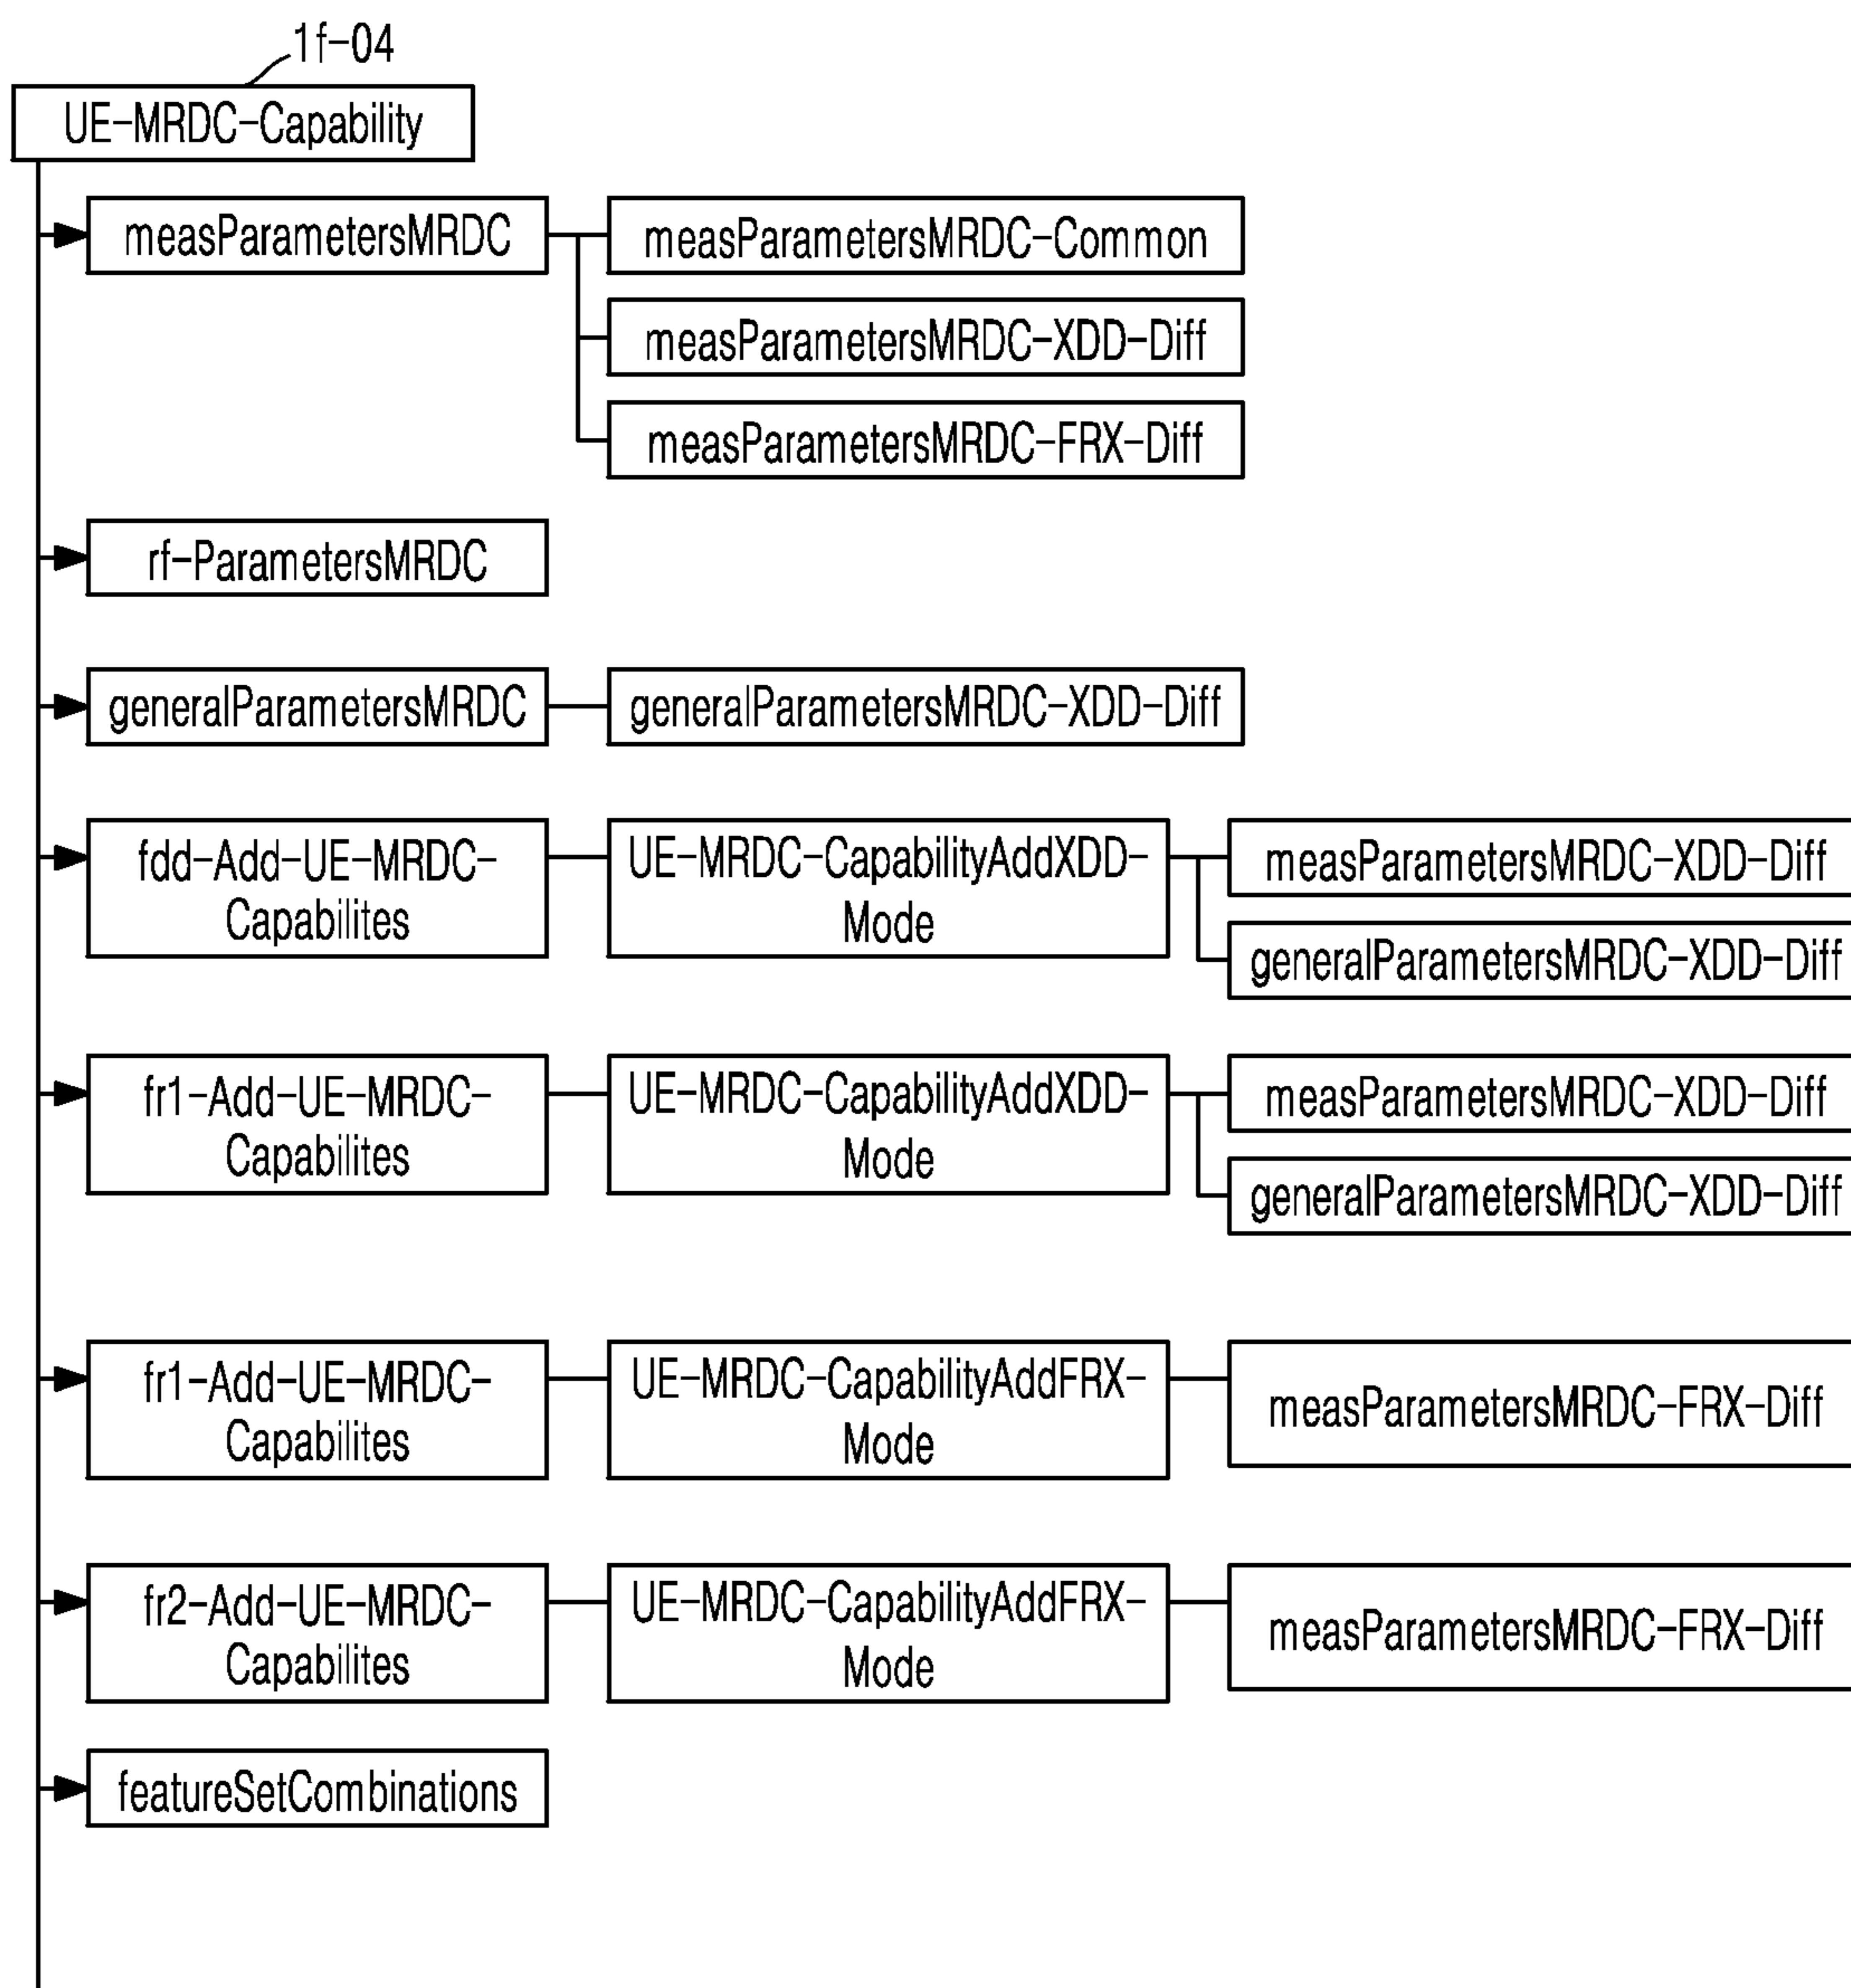 1f-04
UE-MRDC-Capability
measParametersMRDC
measParametersMRDC-Common
measParametersMRDC-XDD-Diff
measParametersMRDC-FRX-Diff
rf-ParametersMRDC
generalParametersMRDC
generalParametersMRDC-XDD-Diff
fdd-Add-UE-MRDC-
Capabilites
UE-MRDC-CapabilityAddXDD-
Mode
measParametersMRDC-XDD-Diff
generalParametersMRDC-XDD-Diff
fr1-Add-UE-MRDC-
Capabilites
UE-MRDC-CapabilityAddXDD-
Mode
measParametersMRDC-XDD-Diff
generalParametersMRDC-XDD-Diff
fr1-Add-UE-MRDC-
Capabilites
UE-MRDC-CapabilityAddFRX-
Mode
measParametersMRDC-FRX-Diff
fr2-Add-UE-MRDC-
Capabilites
UE-MRDC-CapabilityAddFRX-
Mode
measParametersMRDC-FRX-Diff
featureSetCombinations